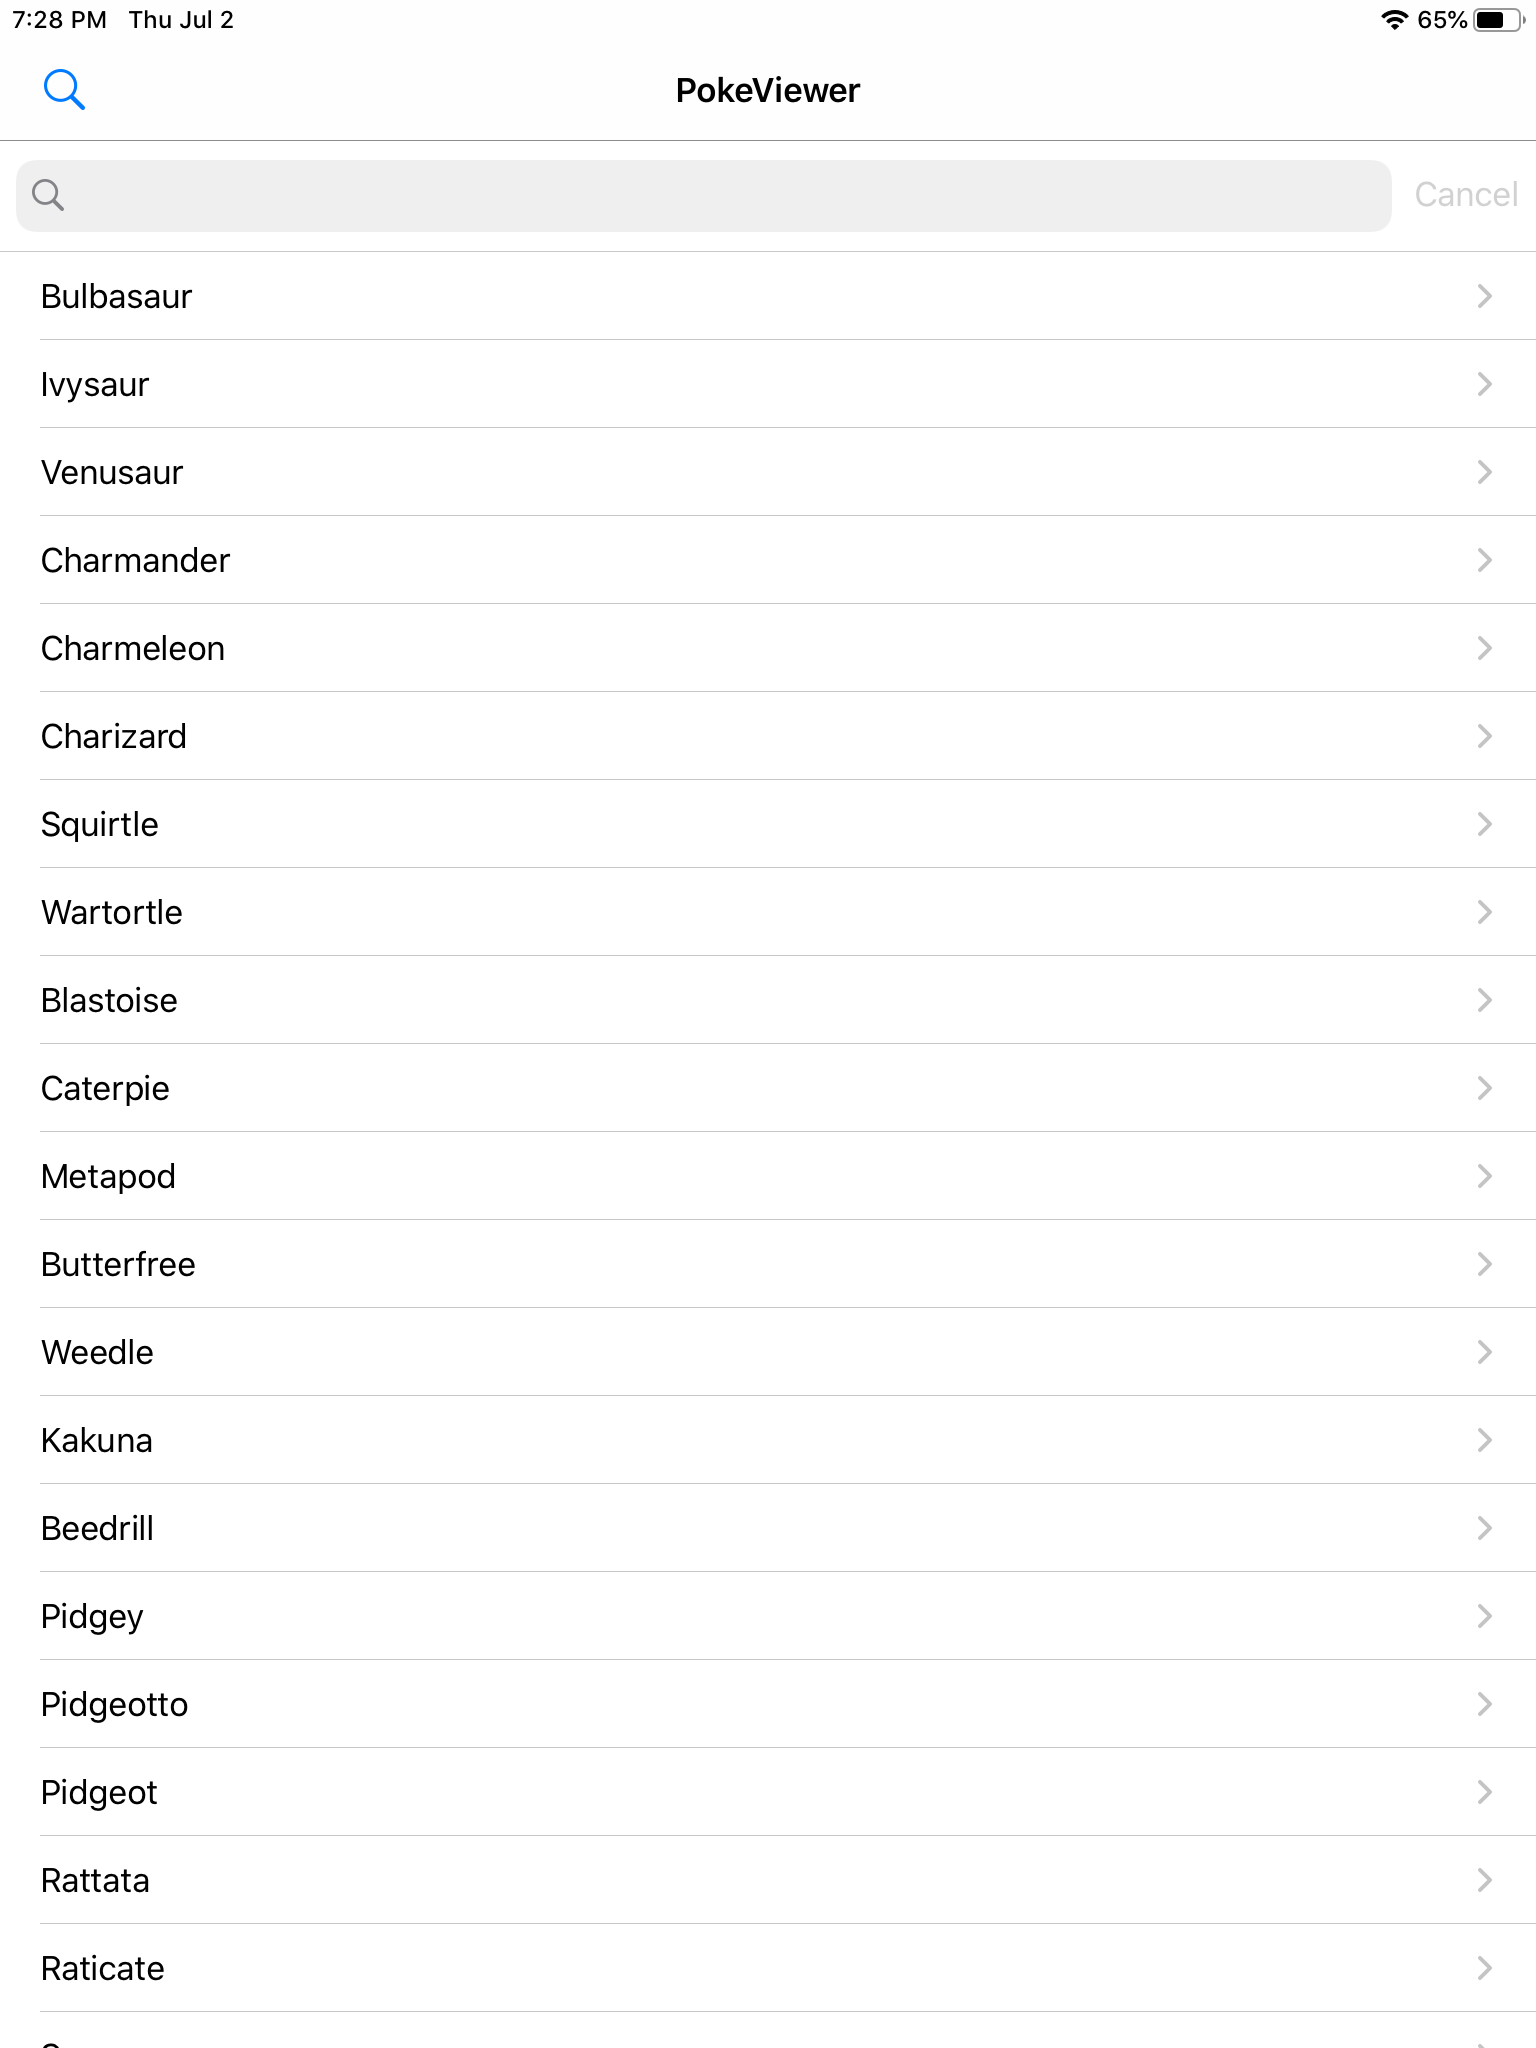 7:28 PM Thu Jul 2 65%
PokeViewer
Cancel
Bulbasaur
Ivysaur
Venusaur
Charmander
Charmeleon
Charizard
Squirtle
Wartortle
Blastoise
Caterpie
Metapod
Butterfree
Weedle
Kakuna
Beedrill
Pidgey
Pidgeotto
Pidgeot
Rattata
Raticate